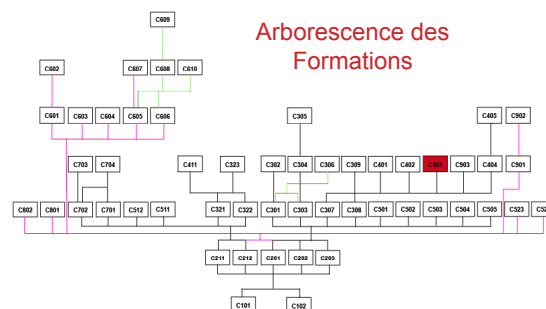 Arborescence des
Formations
C609
C602 C607 C608 C610
C601 C603 C604 C605 C606
C305 C405 C902
C703 C704 C411 C323 C302 C304 C306 C309 C401 C402 C403 C903 C404 C901
C802 C801 C702 C701 C512 C511 C321 C322 C301 C303 C307 C308 C501 C502 C503 C504 C505 C523
C211 C212 C201 C202 C203
C101 C102